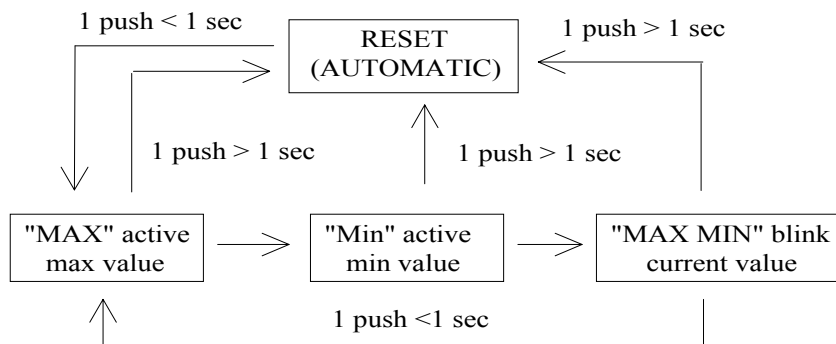 1 push < 1 sec
RESET
(AUTOMATIC)
1 push > 1 sec
1 push > 1 sec
1 push > 1 sec
"MAX" active
max value
"Min" active
min value
"MAX MIN" blink
current value
1 push <1 sec